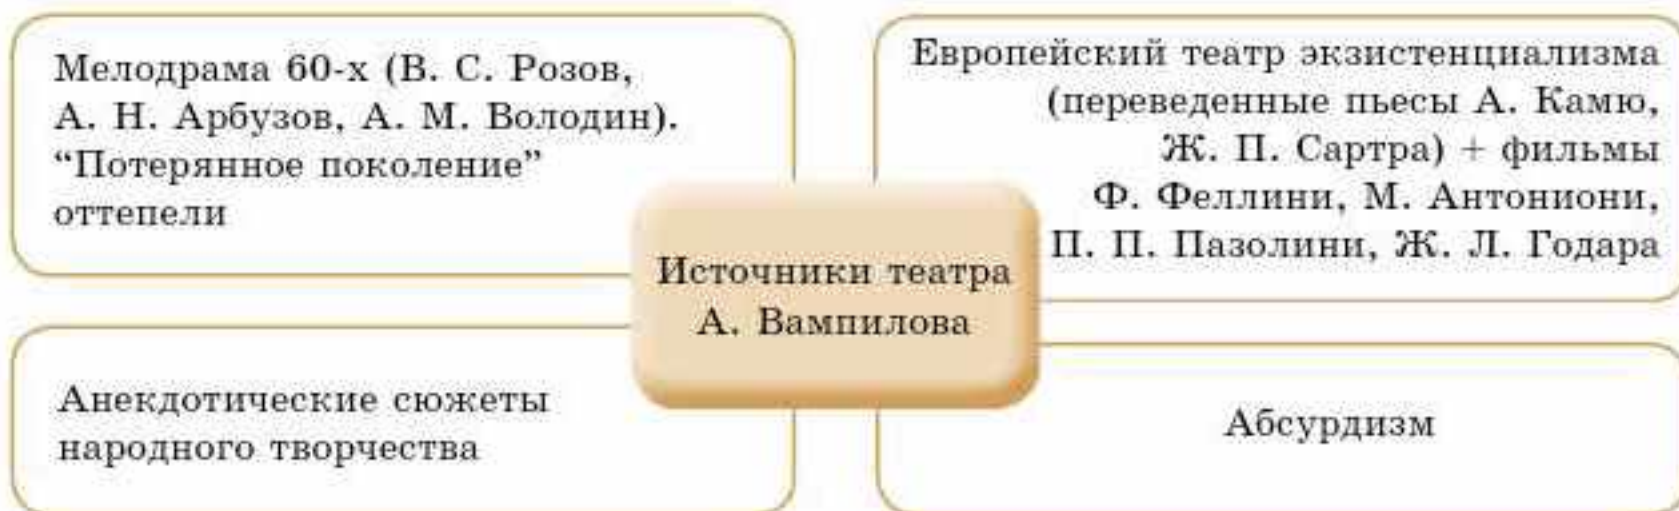 Мелодрама 60-х (В. С. Розов,
А. Н. Арбузов, А. М. Володин).
“Потерянное поколение”
оттепели
Европейский театр экзистенциализма
(переведенные пьесы А. Камю,
Ж. П. Сартра) + фильмы
Ф. Феллини, М. Антониони,
П. П. Пазолини, Ж. Л. Годара
Источники театра
А. Вампилова
Анекдотические сюжеты
народного творчества
Абсурдизм